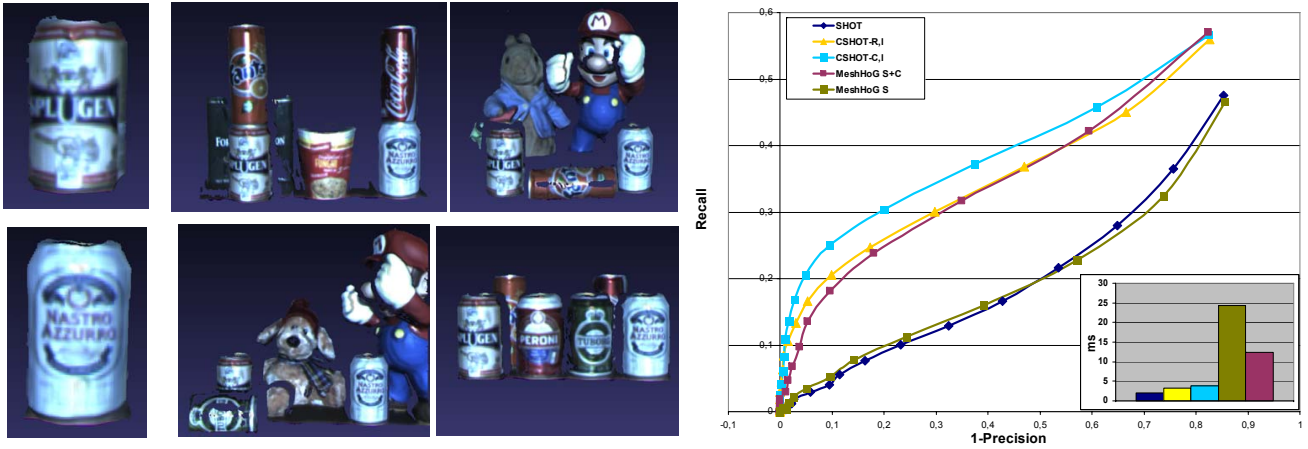 SPLÜGEN
Fanta
Coca-Cola
FO
ON
SPLÜGEN
NASTRO
AZZURRO
M
SPLÜGEN
NASTRO
AZZURRO
NASTRO
AZZURRO
NASTRO
AZZURRO
SPLÜGEN
PERONI
TUBORG
NASTRO
AZZURRO
0,6
0,5
0,4
0,3
0,2
0,1
0
Recall
SHOT
CSHOT-R,I
CSHOT-C,I
MeshHoG S+C
MeshHoG S
30
25
20
15
10
5
0
ms
-0,1
0
0,1
0,2
0,3
0,4
0,5
0,6
0,7
0,8
0,9
1
1-Precision